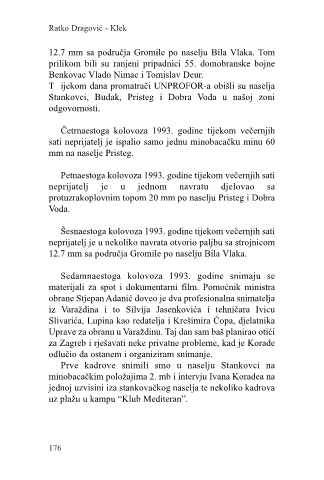 Ratko Dragović - Klek
12.7 mm sa područja Gromile po naselju Bila Vlaka. Tom
prilikom bili su ranjeni pripadnici 55. domobranske bojne
Benkovac Vlado Nimac i Tomislav Deur.
T ijekom dana promatrači UNPROFOR-a obišli su naselja
Stankovci, Budak, Pristeg i Dobra Voda u našoj zoni
odgovornosti.
Četrnaestoga kolovoza 1993. godine tijekom večernjih
sati neprijatelj je ispalio samo jednu minobacačku minu 60
mm na naselje Pristeg.
Petnaestoga kolovoza 1993. godine tijekom večernjih sati
neprijatelj je u jednom navratu djelovao sa
protuzrakoplovnim topom 20 mm po naselju Pristeg i Dobra
Voda.
Šesnaestoga kolovoza 1993. godine tijekom večernjih sati
neprijatelj je u nekoliko navrata otvorio paljbu sa strojnicom
12.7 mm sa područja Gromile po naselju Bila Vlaka.
Sedamnaestoga kolovoza 1993. godine snimaju se
materijali za spot i dokumentarni film. Pomoćnik ministra
obrane Stjepan Adanić doveo je dva profesionalna snimatelja
iz Varaždina i to Silvija Jasenkovića i tehničara Ivicu
Slivarića, Lupina kao redatelja i Krešimira Ćopa, djelatnika
Uprave za obranu u Varaždinu. Taj dan sam baš planirao otići
za Zagreb i rješavati neke privatne probleme, kad je Korade
odlučio da ostanem i organiziram snimanje.
Prve kadrove snimili smo u naselju Stankovci na
minobacačkim položajima 2. mb i intervju Ivana Koradea na
jednoj uzvisini iza stankovačkog naselja te nekoliko kadrova
uz plažu u kampu “Klub Mediteran”.
176